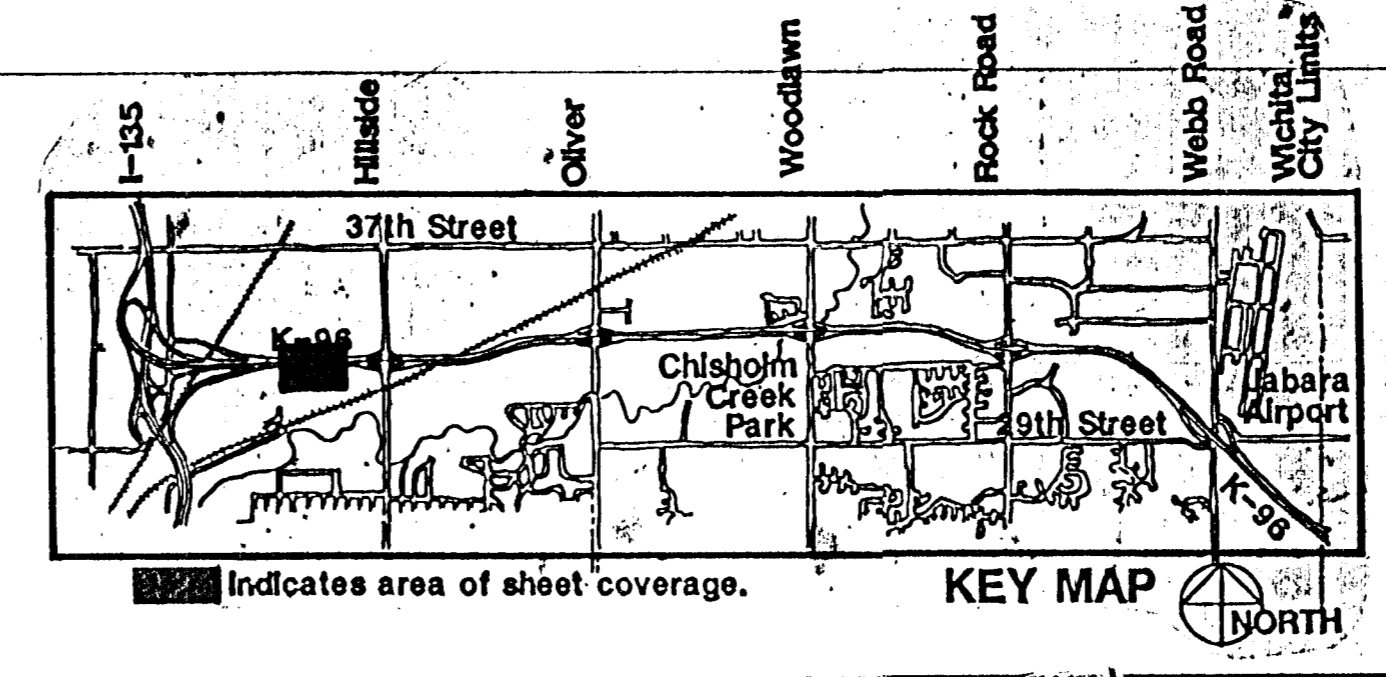 I-135
Hillside
Oliver
Woodlawn
Rock Road
Webb Road
Wichita
City Limits
37th Street
K-96
Chisholm
Creek
Park
29th Street
Jabara
Airport
K-96
Indicates area of sheet coverage.
KEY MAP
NORTH